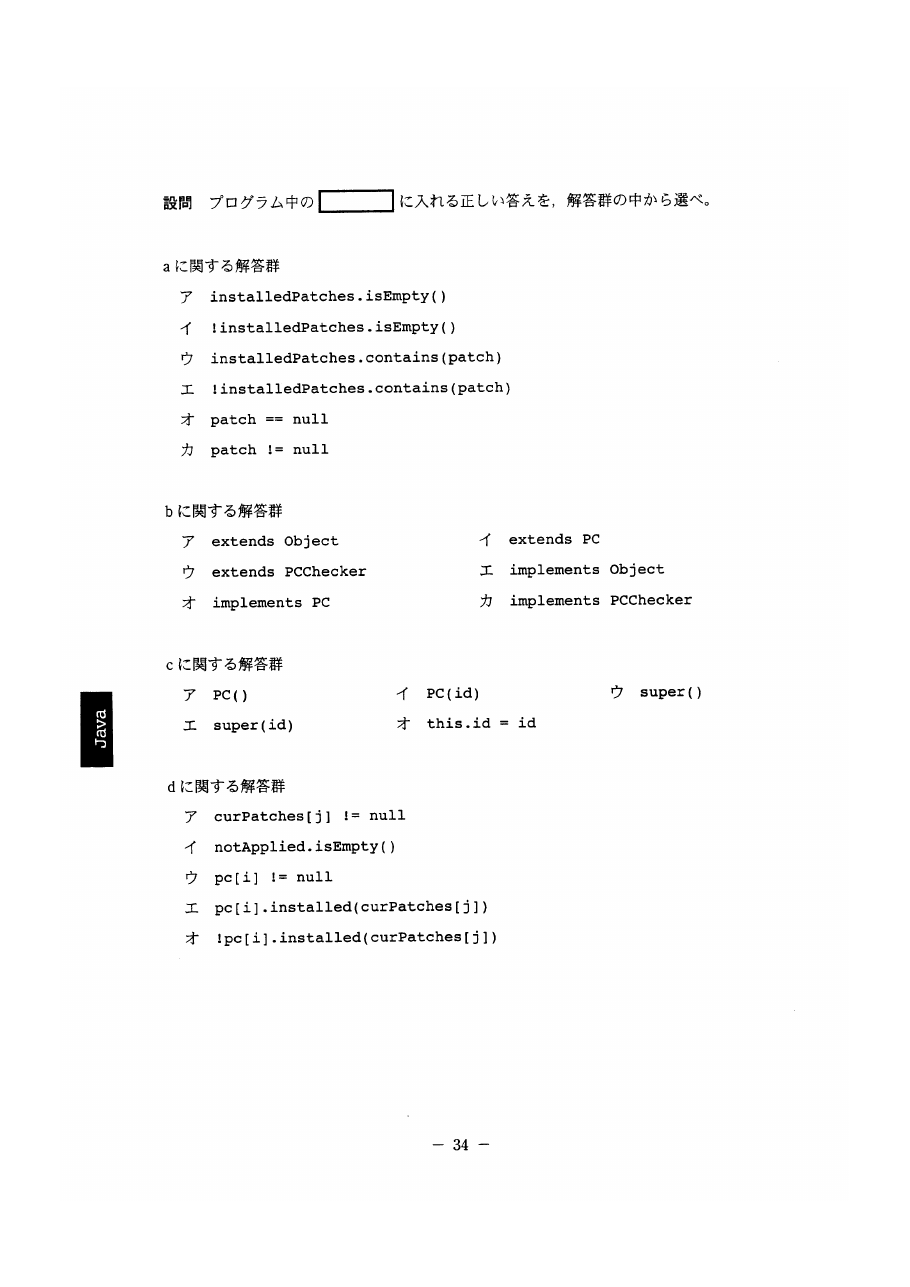 設問 プログラム中の に入れる正しい答えを，解答群の中から選べ。
a に関する解答群
ア installedPatches.isEmpty()
イ !installedPatches.isEmpty()
ウ installedPatches.contains(patch)
エ !installedPatches.contains(patch)
オ patch == null
カ patch != null
b に関する解答群
ア extends Object イ extends PC
ウ extends PCChecker エ implements Object
オ implements PC カ implements PCChecker
c に関する解答群
ア PC() イ PC(id) ウ super()
エ super(id) オ this.id = id
Java
d に関する解答群
ア curPatches[j] != null
イ notApplied.isEmpty()
ウ pc[i] != null
エ pc[i].installed(curPatches[j])
オ !pc[i].installed(curPatches[j])
－ 34 －